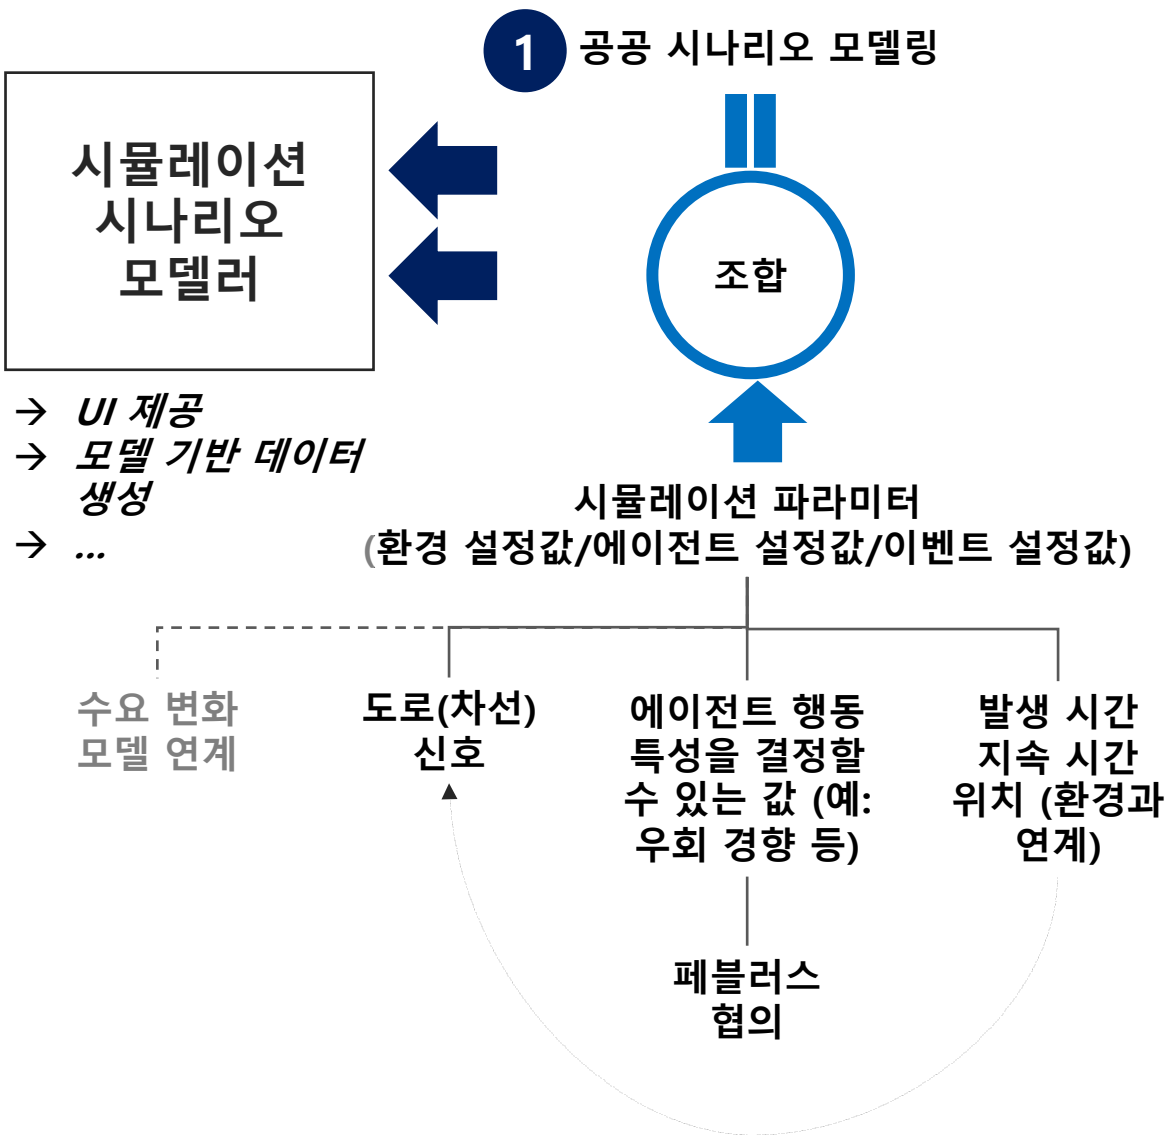 1 공공 시나리오 모델링
시뮬레이션
시나리오
모델러
조합
→ UI 제공
→ 모델 기반 데이터
생성
→ ...
시뮬레이션 파라미터
(환경 설정값/에이전트 설정값/이벤트 설정값)
수요 변화
모델 연계
도로(차선)
신호
에이전트 행동
특성을 결정할
수 있는 값 (예:
우회 경향 등)
발생 시간
지속 시간
위치 (환경과
연계)
페블러스
협의